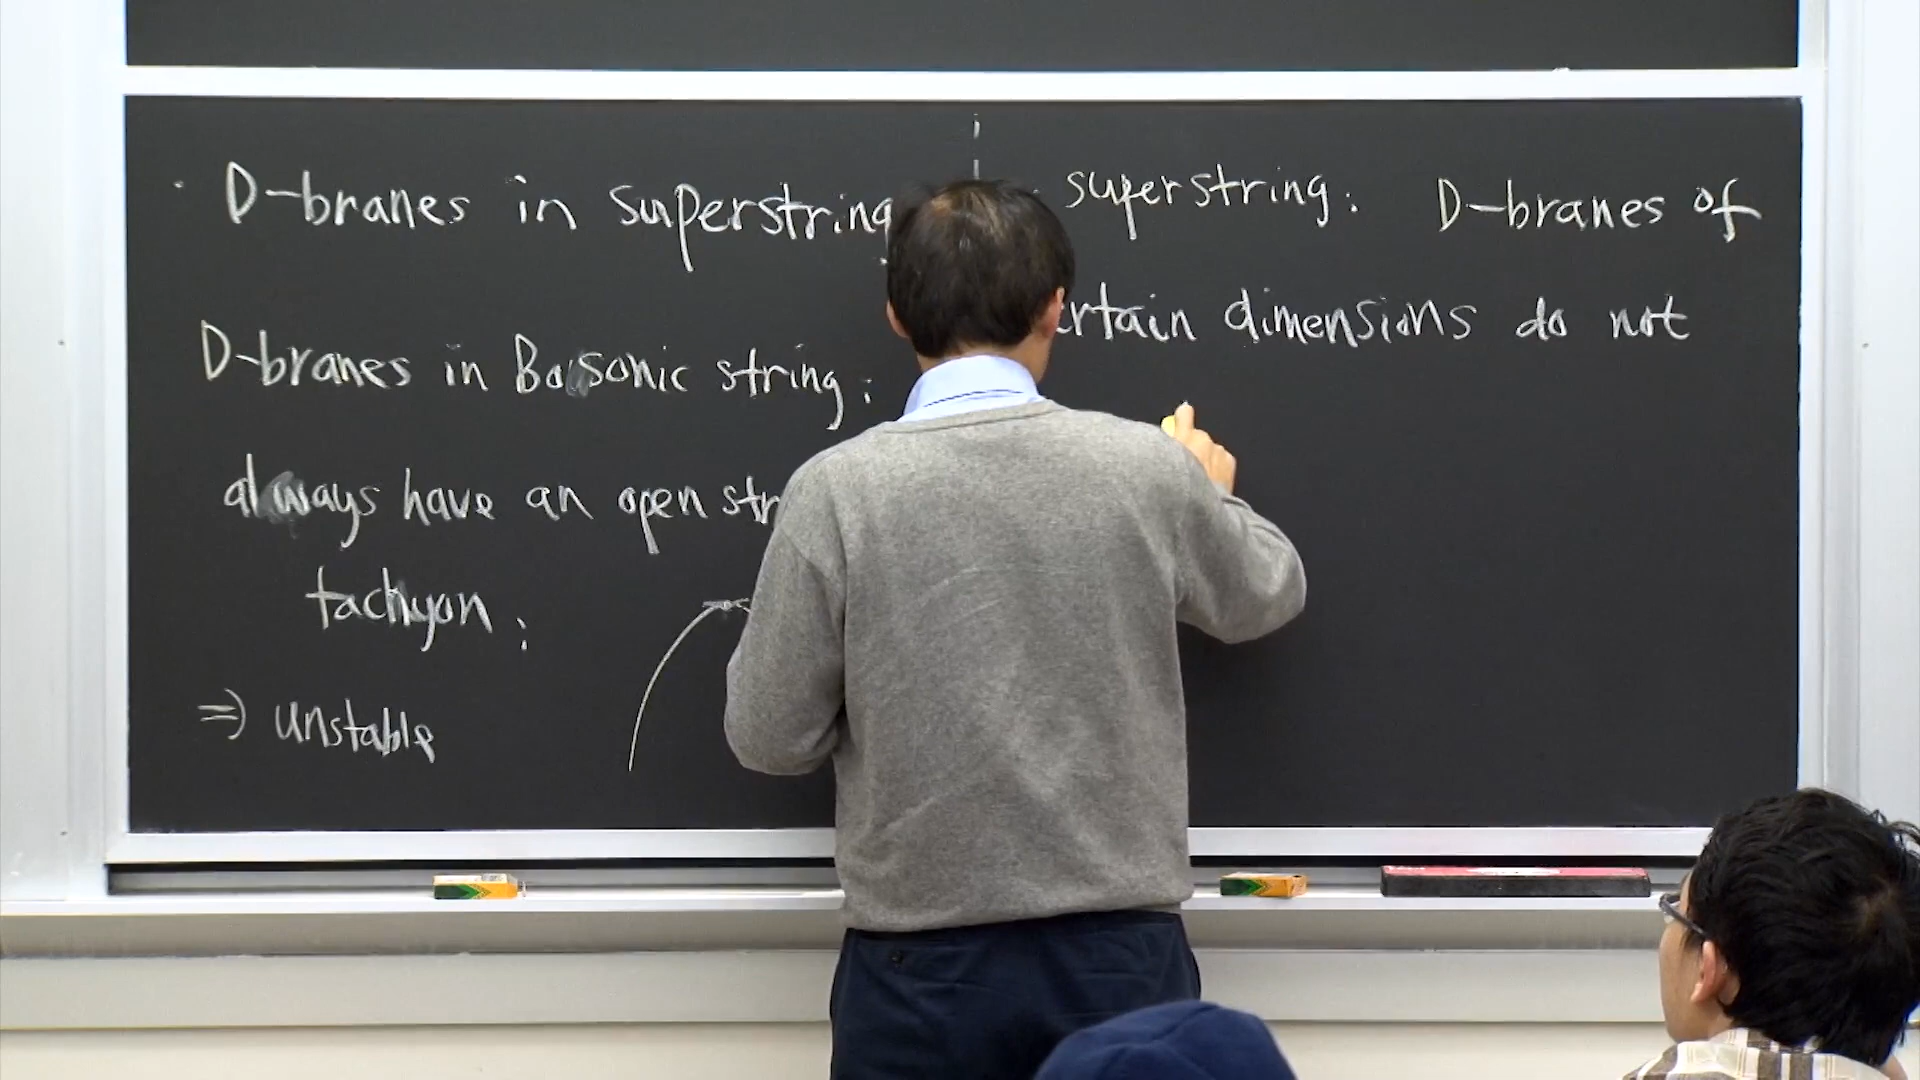 D-branes in superstring
D-branes in Bosonic string:
always have an open str
tachyon:
⇒ unstable
superstring: D-branes of
ertain dimensions do not